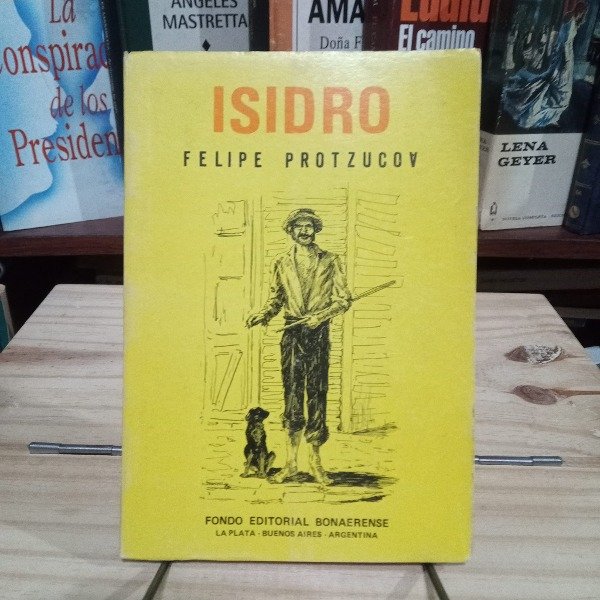 La
Conspirac
de los
Presiden
ÁNGELES
MASTRETTA
AMA
Doña F
El camino
LENA
GEYER
ISIDRO
FELIPE PROTZUCOV
FONDO EDITORIAL BONAERENSE
LA PLATA - BUENOS AIRES - ARGENTINA